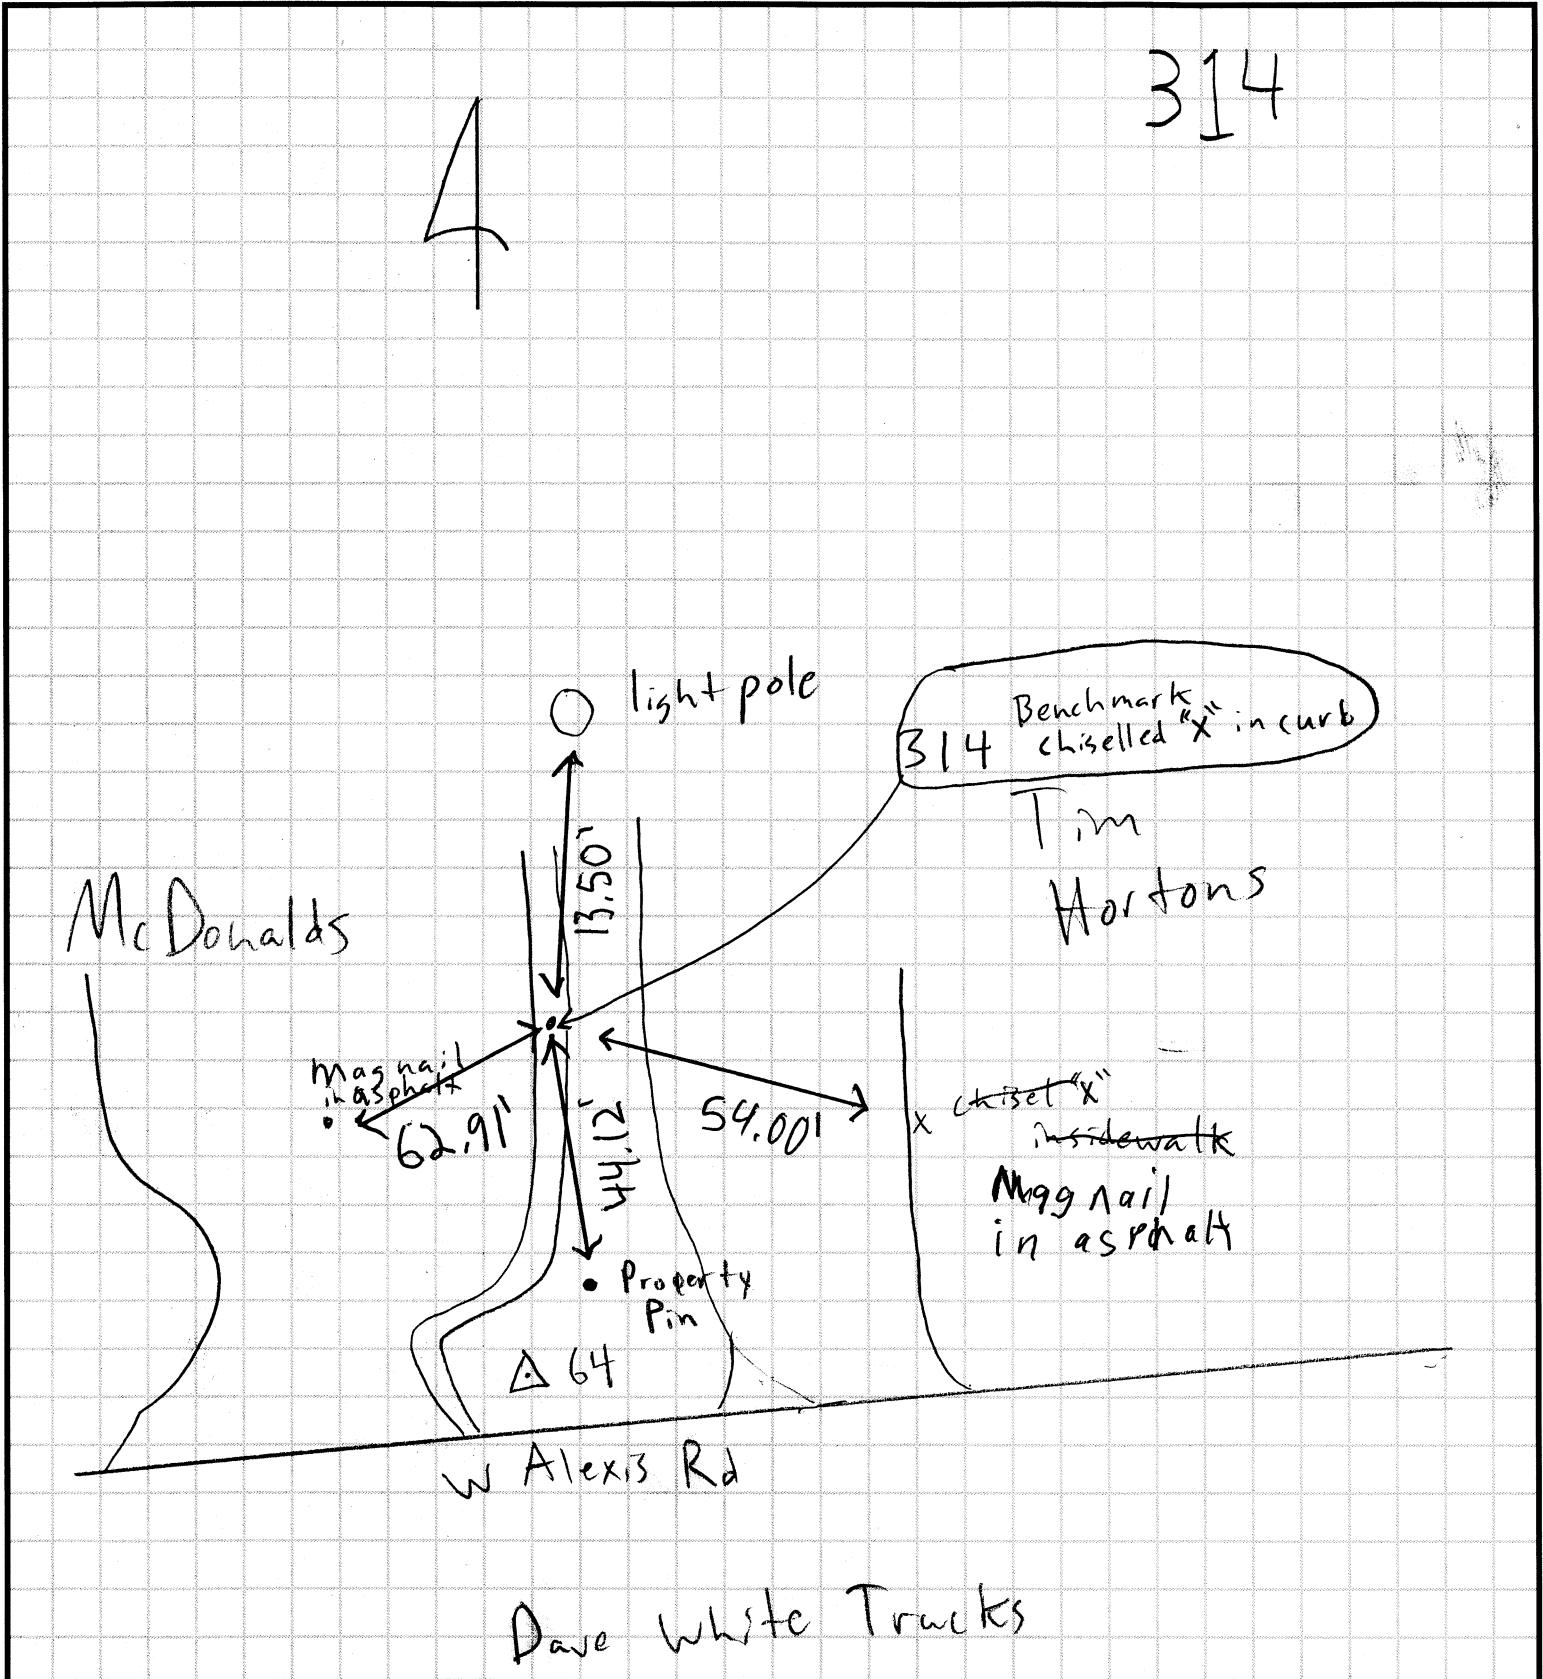 314
4
light pole
314 Benchmark
chiselled "x" in curb
Tim
Hortons
13.50'
McDonalds
Mag nail
in asphalt
62.91'
44.12'
54.00'
x chisel "x"
in sidewalk
Mag nail
in asphalt
Property
Pin
64
W Alexis Rd
Dave White Trucks